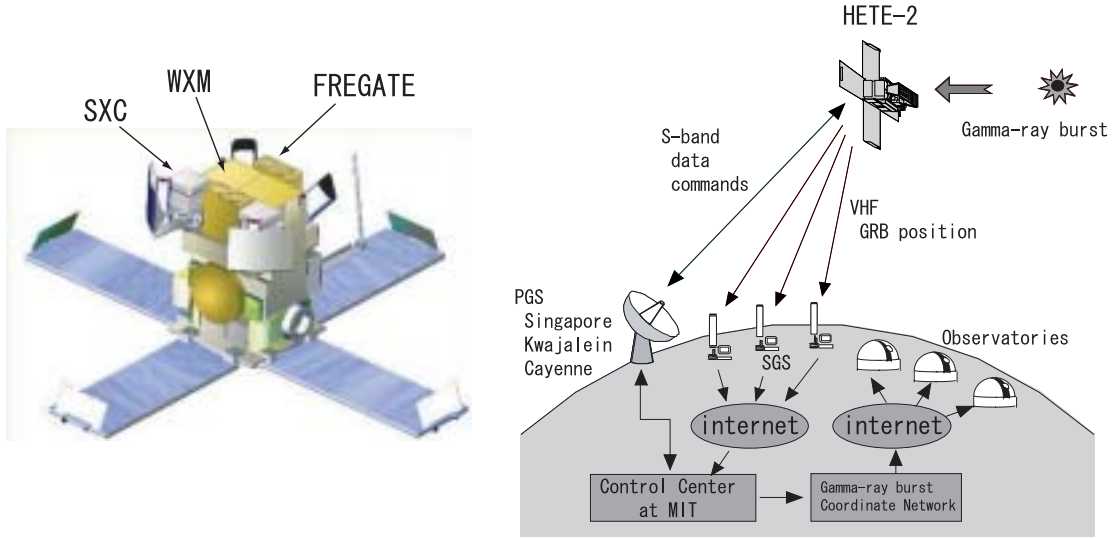 SXC
WXM
FREGATE
HETE-2
Gamma-ray burst
S-band
data
commands
VHF
GRB position
PGS
Singapore
Kwajalein
Cayenne
SGS
Observatories
internet
internet
Control Center
at MIT
Gamma-ray burst
Coordinate Network